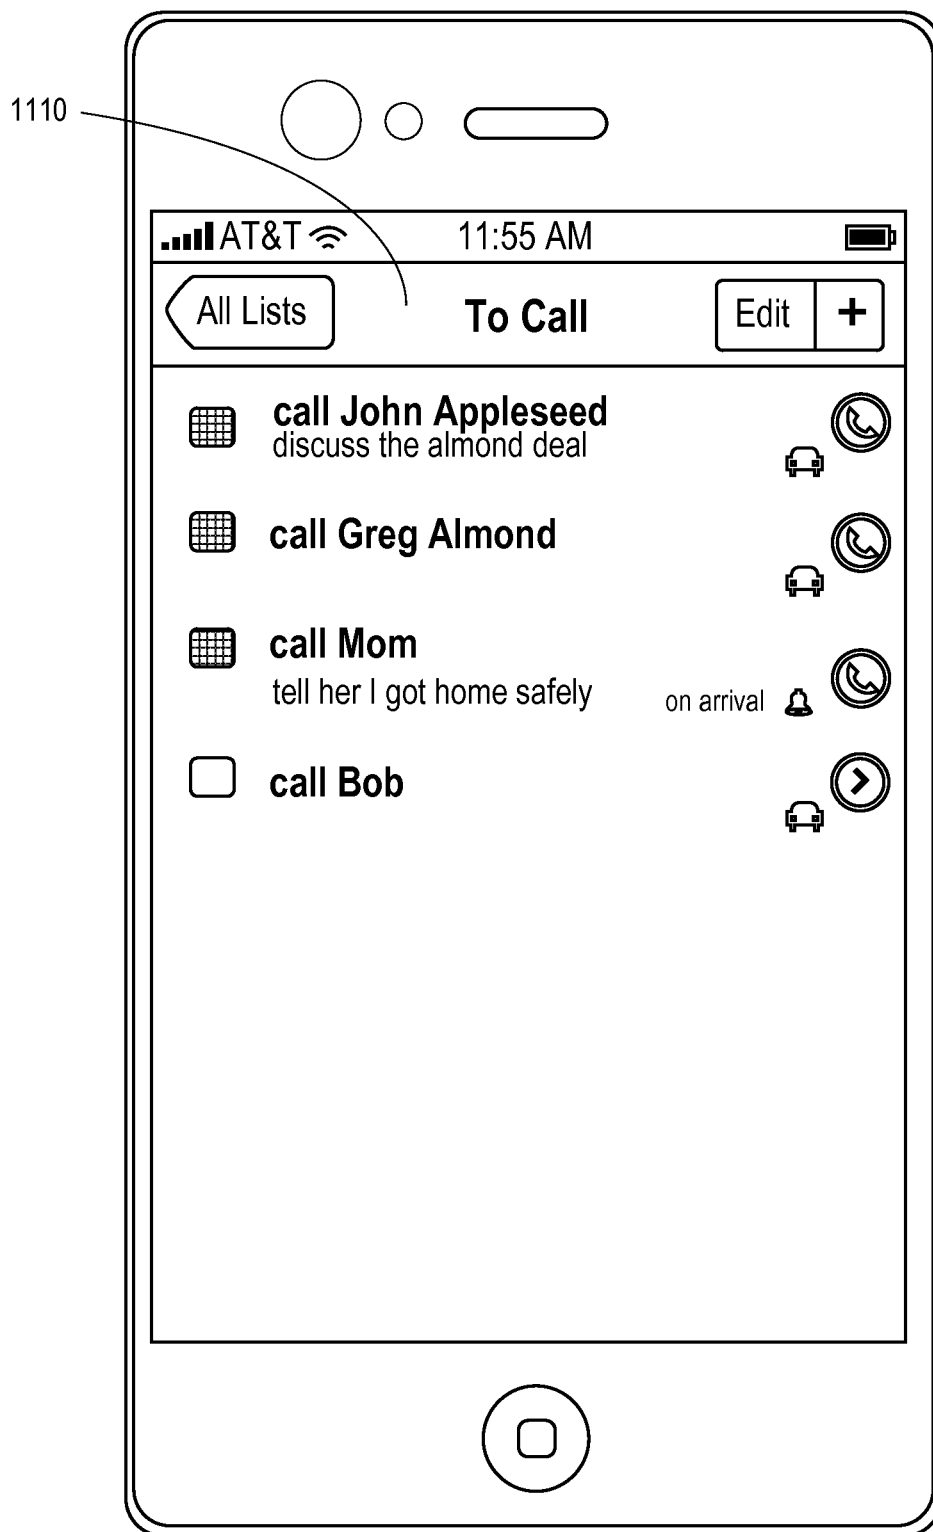 1110
AT&T 11:55 AM
All Lists To Call Edit +
call John Appleseed
discuss the almond deal
call Greg Almond
call Mom
tell her I got home safely on arrival
call Bob